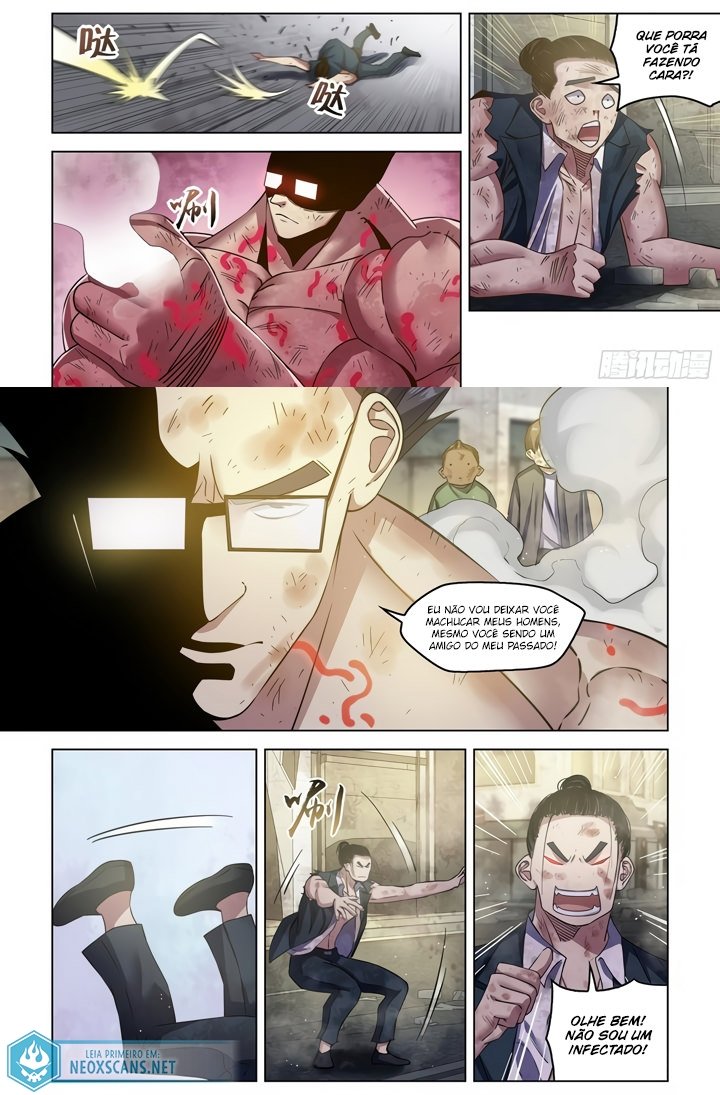 哒
哒
QUE PORRA
VOCÊ TÁ
FAZENDO
CARA?!
唰
腾讯动漫
EU NÃO VOU DEIXAR VOCÊ
MACHUCAR MEUS HOMENS,
MESMO VOCÊ SENDO UM
AMIGO DO MEU PASSADO!
唰
OLHE BEM!
NÃO SOU UM
INFECTADO!
LEIA PRIMEIRO EM:
NEOXSCANS.NET